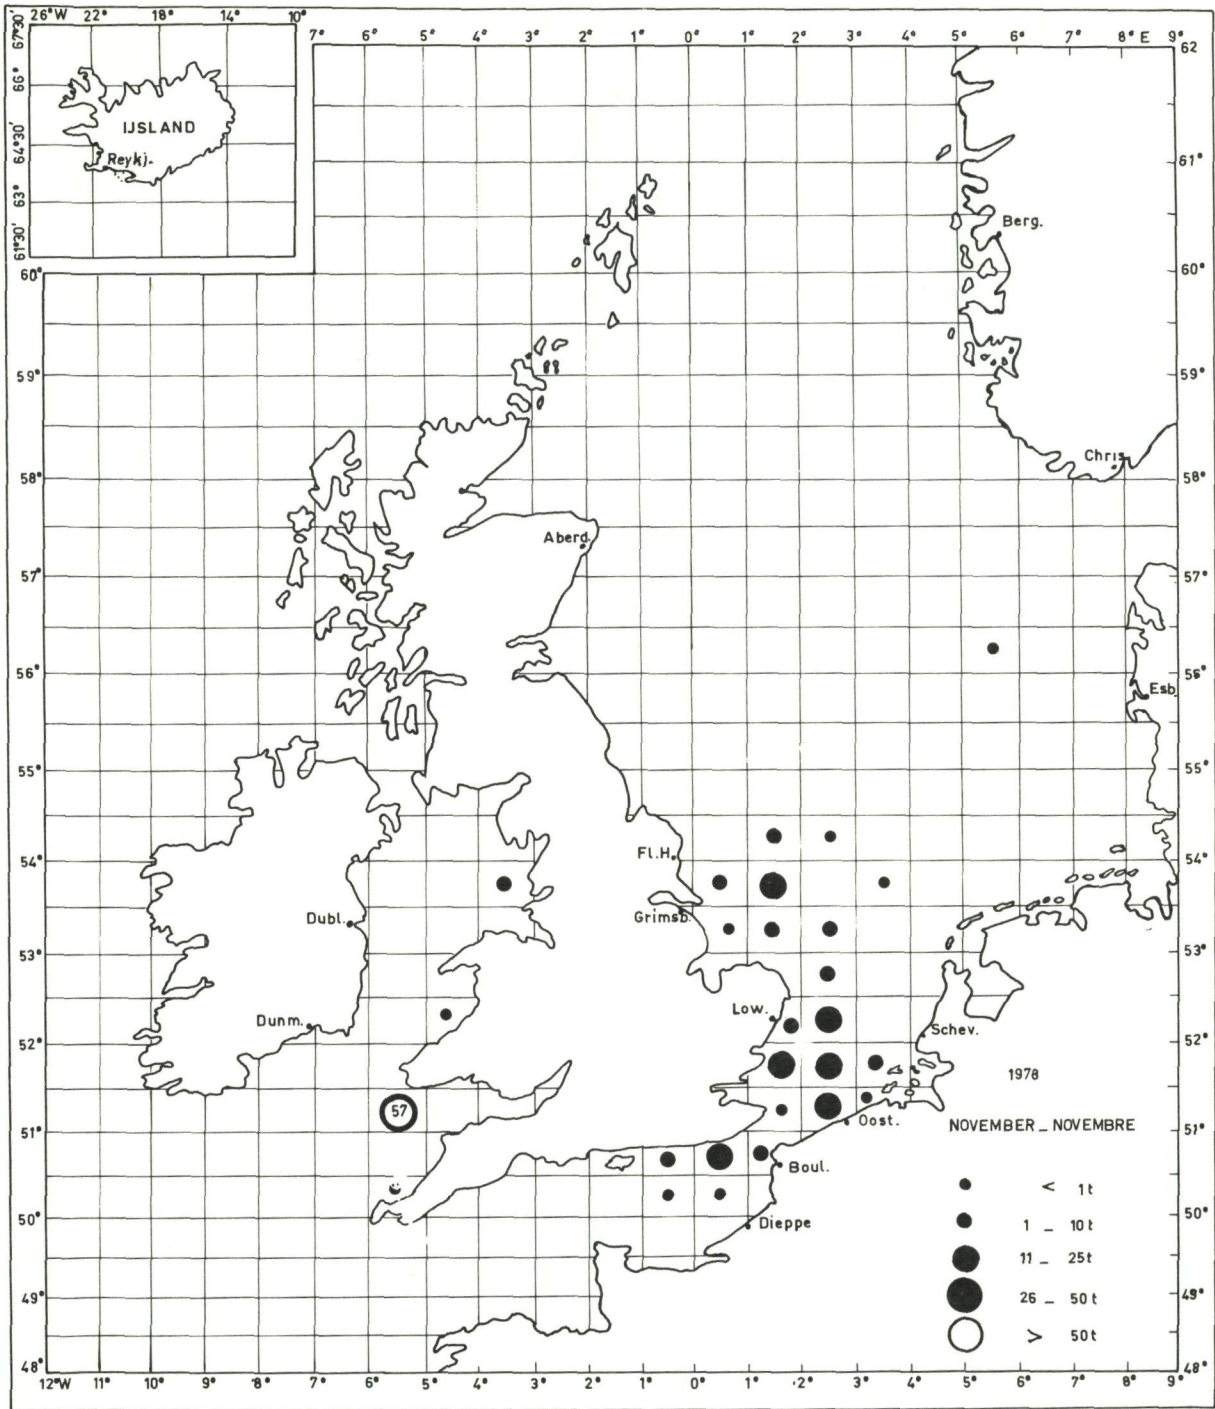 26°W 22° 18° 14° 10°
67°30'
66°
64°30'
63°
61°30'
IJSLAND
Reykj.
7° 6° 5° 4° 3° 2° 1° 0° 1° 2° 3° 4° 5° 6° 7° 8° E 9°
62
61°
60° 60°
59° 59°
58° 58°
57° 57°
56° 56°
55° 55°
54° 54°
53° 53°
52° 52°
51° 51°
50° 50°
49° 49°
48° 48°
12°W 11° 10° 9° 8° 7° 6° 5° 4° 3° 2° 1° 0° 1° 2° 3° 4° 5° 6° 7° 8° 9°
Berg.
Chris
Aberd.
Esb
Fl.H.
Grimsb.
Dubl.
Dunm.
Low.
Schev.
57
Oost.
Boul.
Dieppe
1978
NOVEMBER _ NOVEMBRE
< 1t
1 _ 10t
11 _ 25t
26 _ 50t
> 50t